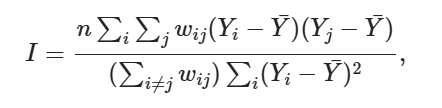 I = \frac{n \sum_i \sum_j w_{ij}(Y_i - \bar{Y})(Y_j - \bar{Y})}{(\sum_{i \neq j} w_{ij}) \sum_i (Y_i - \bar{Y})^2},